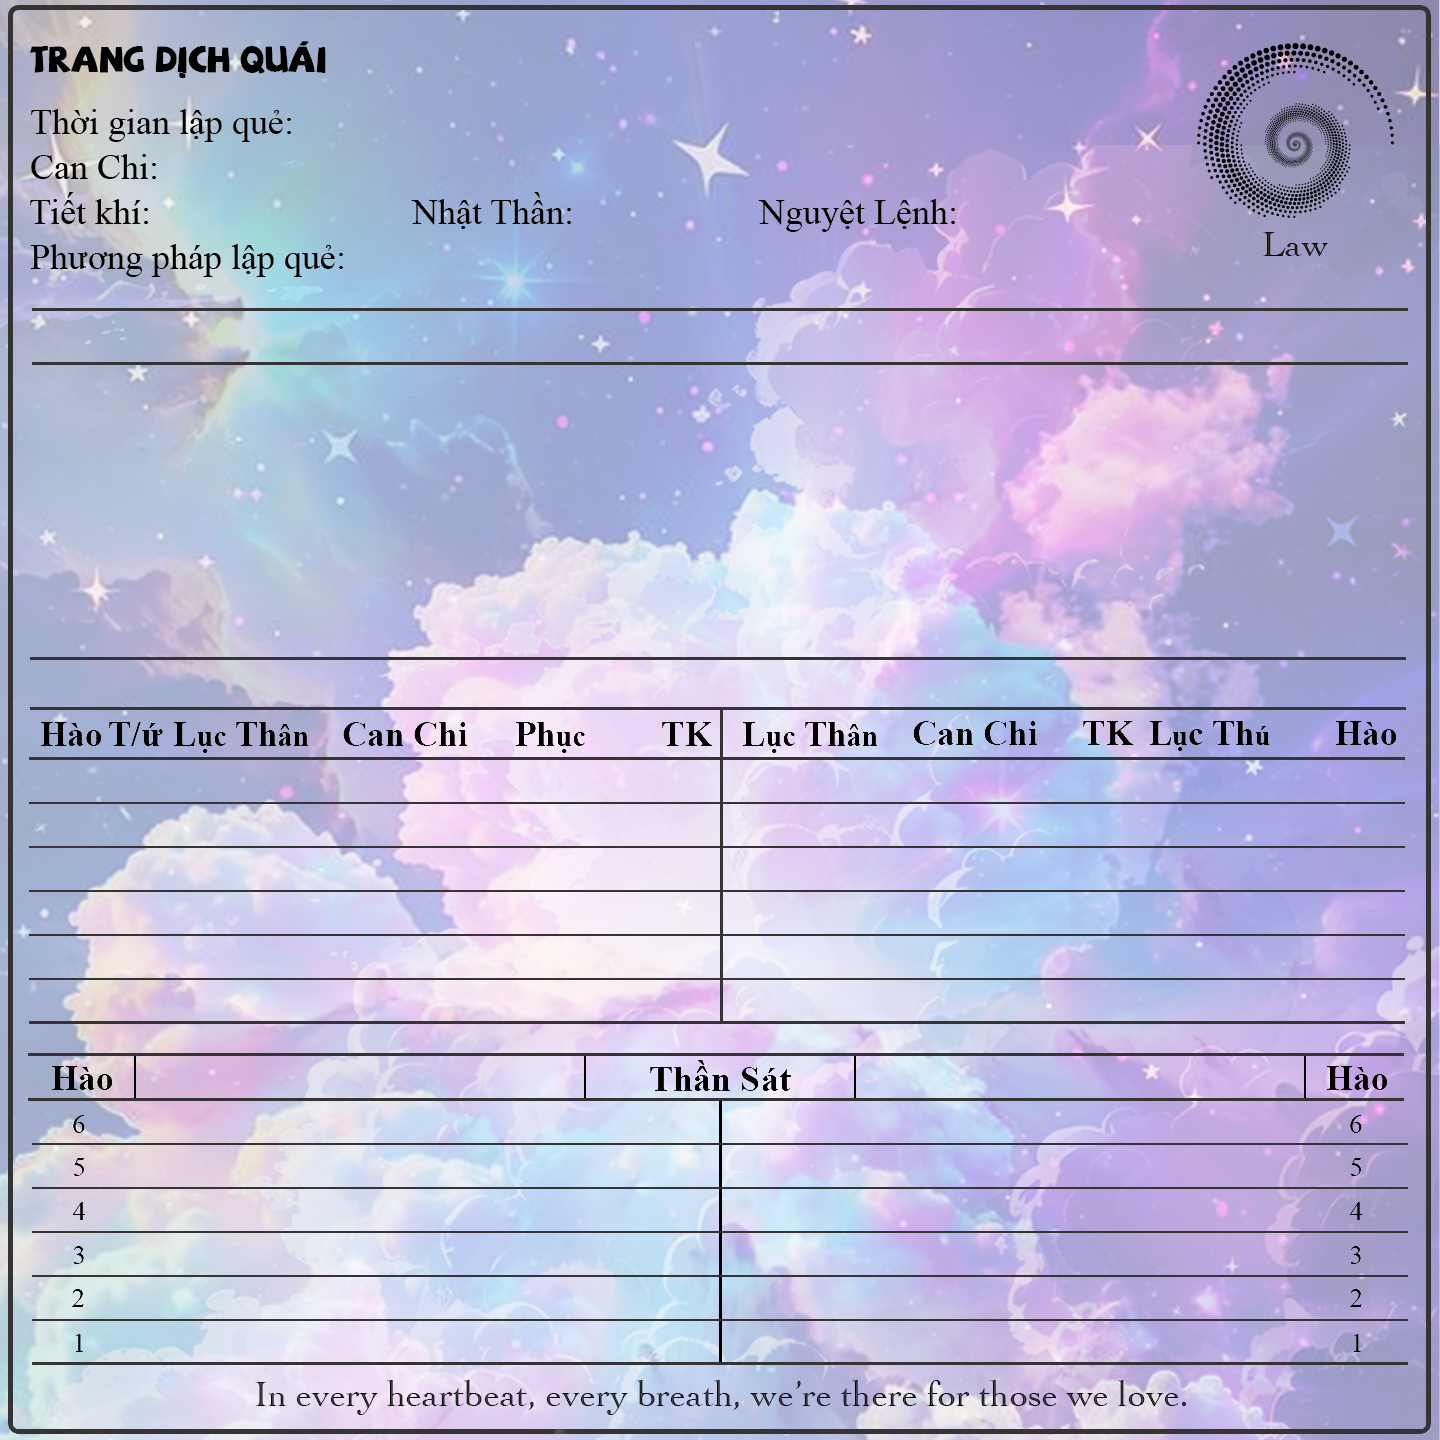 TRANG DỊCH QUÁI
Thời gian lập quẻ:
Can Chi:
Tiết khí: Nhật Thần: Nguyệt Lệnh:
Phương pháp lập quẻ:
Law
Hào T/ứ Lục Thân Can Chi Phục TK Lục Thân Can Chi TK Lục Thú Hào
Hào Thần Sát Hào
6 6
5 5
4 4
3 3
2 2
1 1
In every heartbeat, every breath, we're there for those we love.